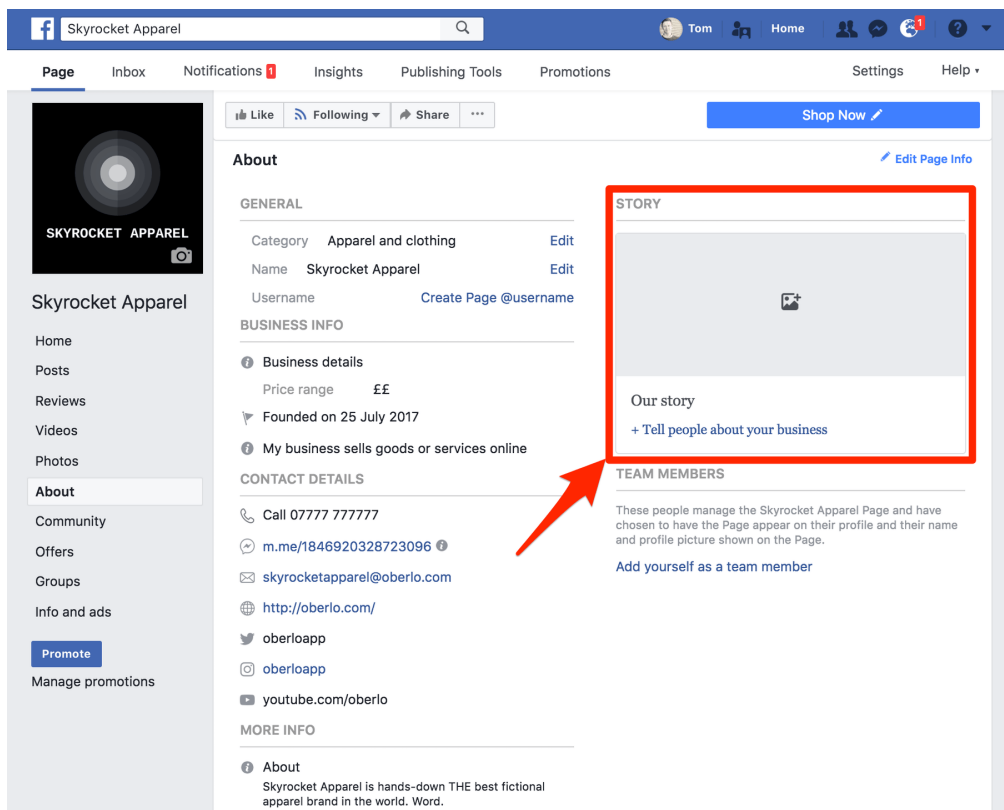 Skyrocket Apparel
Tom
Home
1
?
Page
Inbox
Notifications 1
Insights
Publishing Tools
Promotions
Settings
Help
SKYROCKET APPAREL
Skyrocket Apparel
Home
Posts
Reviews
Videos
Photos
About
Community
Offers
Groups
Info and ads
Promote
Manage promotions
Like
Following
Share
...
Shop Now
About
Edit Page Info
GENERAL
Category Apparel and clothing Edit
Name Skyrocket Apparel Edit
Username Create Page @username
BUSINESS INFO
Business details
Price range ££
Founded on 25 July 2017
My business sells goods or services online
CONTACT DETAILS
Call 07777 777777
m.me/1846920328723096
skyrocketapparel@oberlo.com
http://oberlo.com/
oberloapp
oberloapp
youtube.com/oberlo
MORE INFO
About
Skyrocket Apparel is hands-down THE best fictional
apparel brand in the world. Word.
STORY
Our story
+ Tell people about your business
TEAM MEMBERS
These people manage the Skyrocket Apparel Page and have
chosen to have the Page appear on their profile and their name
and profile picture shown on the Page.
Add yourself as a team member